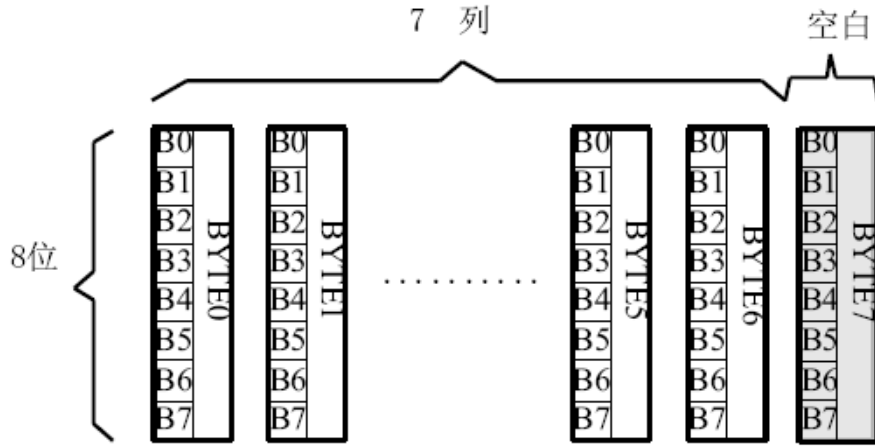 7 列
空白
8位
B0 B0 B0 B0 B0
B1 B1 B1 B1 B1
B2 B2 B2 B2 B2
B3 B3 B3 B3 B3
B4 B4 .......... B4 B4 B4
B5 B5 B5 B5 B5
B6 B6 B6 B6 B6
B7 B7 B7 B7 B7
BYTE0
BYTE1
BYTE5
BYTE6
BYTE7